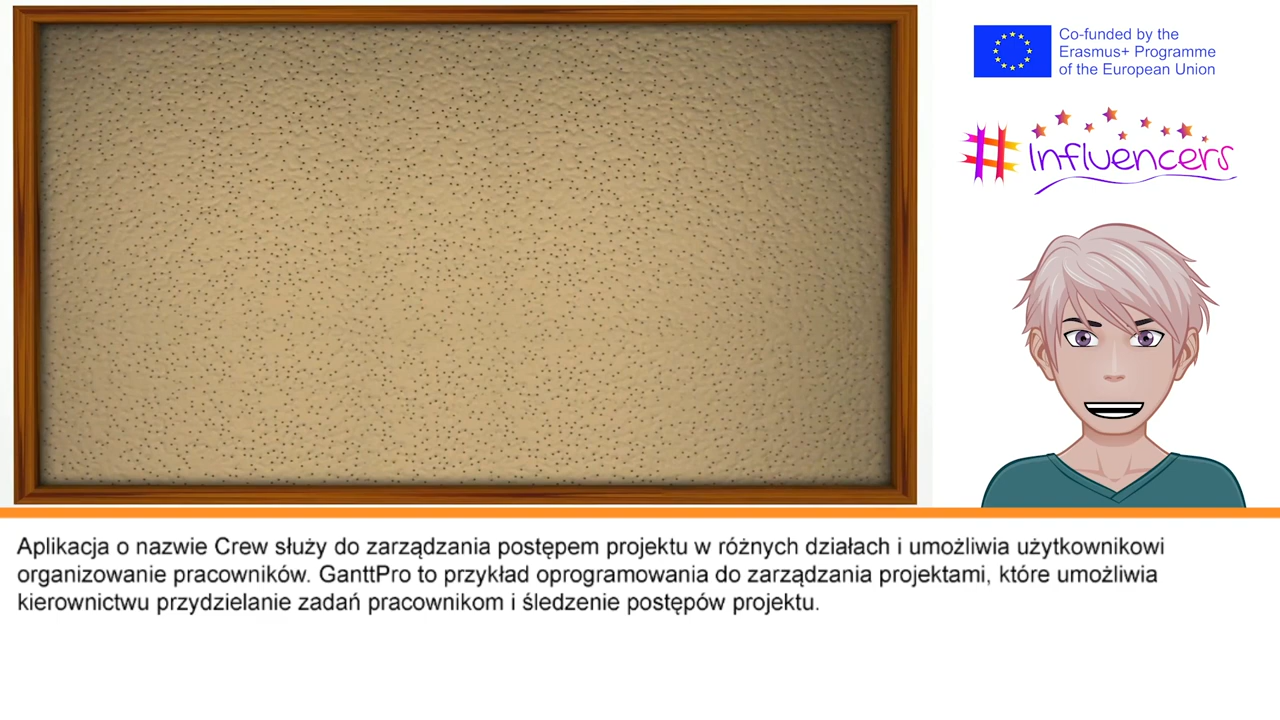 Co-funded by the
Erasmus+ Programme
of the European Union
#Influencers
Aplikacja o nazwie Crew służy do zarządzania postępem projektu w różnych działach i umożliwia użytkownikowi
organizowanie pracowników. GanttPro to przykład oprogramowania do zarządzania projektami, które umożliwia
kierownictwu przydzielanie zadań pracownikom i śledzenie postępów projektu.